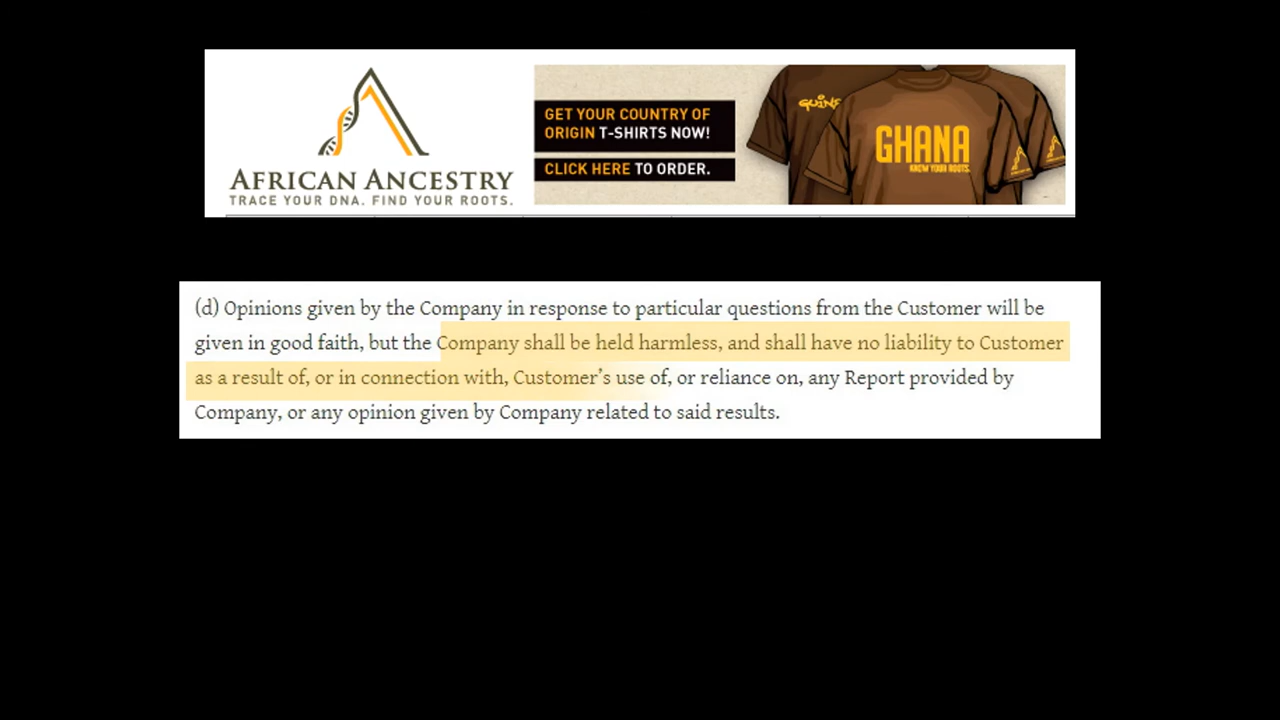 AFRICAN ANCESTRY
TRACE YOUR DNA. FIND YOUR ROOTS.
GET YOUR COUNTRY OF
ORIGIN T-SHIRTS NOW!
CLICK HERE TO ORDER.
GHANA
KNOW YOUR ROOTS.
(d) Opinions given by the Company in response to particular questions from the Customer will be
given in good faith, but the Company shall be held harmless, and shall have no liability to Customer
as a result of, or in connection with, Customer’s use of, or reliance on, any Report provided by
Company, or any opinion given by Company related to said results.